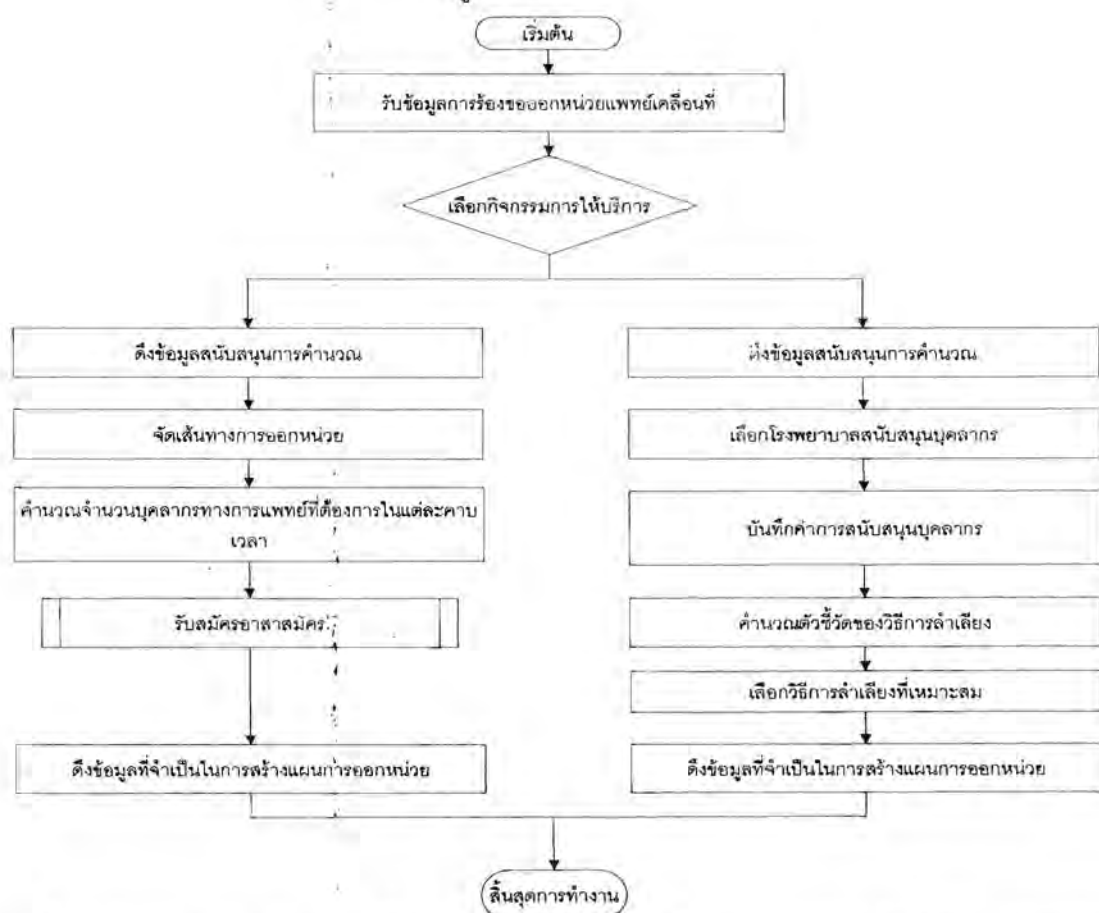 เริ่มต้น
รับข้อมูลการร้องขอออกหน่วยแพทย์เคลื่อนที่
เลือกกิจกรรมการให้บริการ
ดึงข้อมูลสนับสนุนการคำนวณ
จัดเส้นทางการออกหน่วย
คำนวณจำนวนบุคลากรทางการแพทย์ที่ต้องการในแต่ละคาบ
เวลา
รับสมัครอาสาสมัคร
ดึงข้อมูลที่จำเป็นในการสร้างแผนการออกหน่วย
ดึงข้อมูลสนับสนุนการคำนวณ
เลือกโรงพยาบาลสนับสนุนบุคลากร
บันทึกค่าการสนับสนุนบุคลากร
คำนวณตัวชี้วัดของวิธีการลำเลียง
เลือกวิธีการลำเลียงที่เหมาะสม
ดึงข้อมูลที่จำเป็นในการสร้างแผนการออกหน่วย
สิ้นสุดการทำงาน